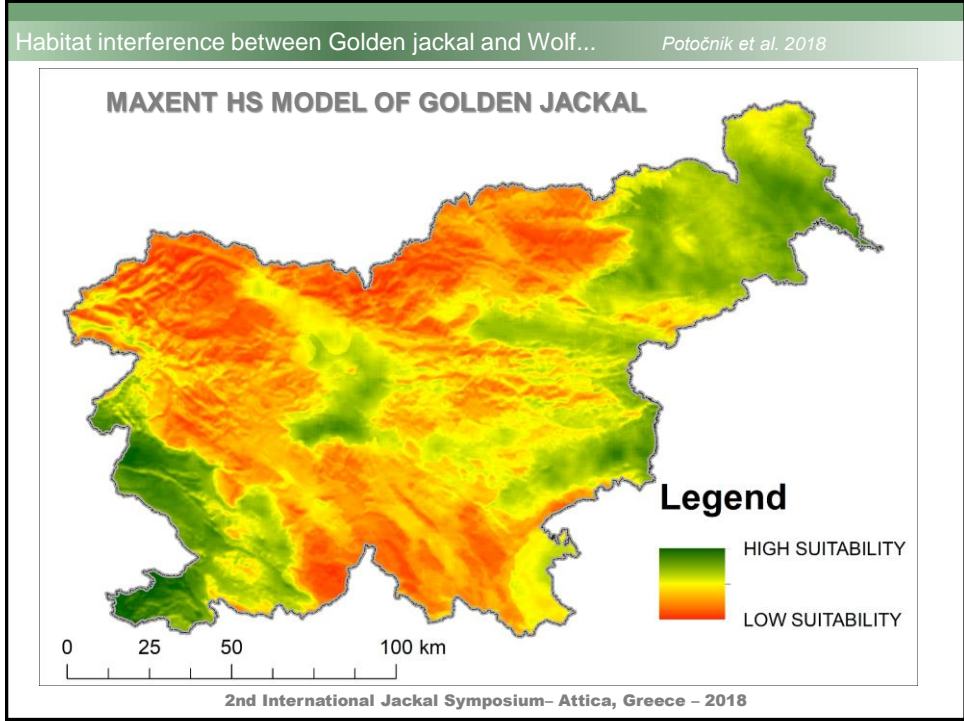 Habitat interference between Golden jackal and Wolf... Potočnik et al. 2018
MAXENT HS MODEL OF GOLDEN JACKAL
Legend
HIGH SUITABILITY
LOW SUITABILITY
0 25 50 100 km
2nd International Jackal Symposium– Attica, Greece – 2018